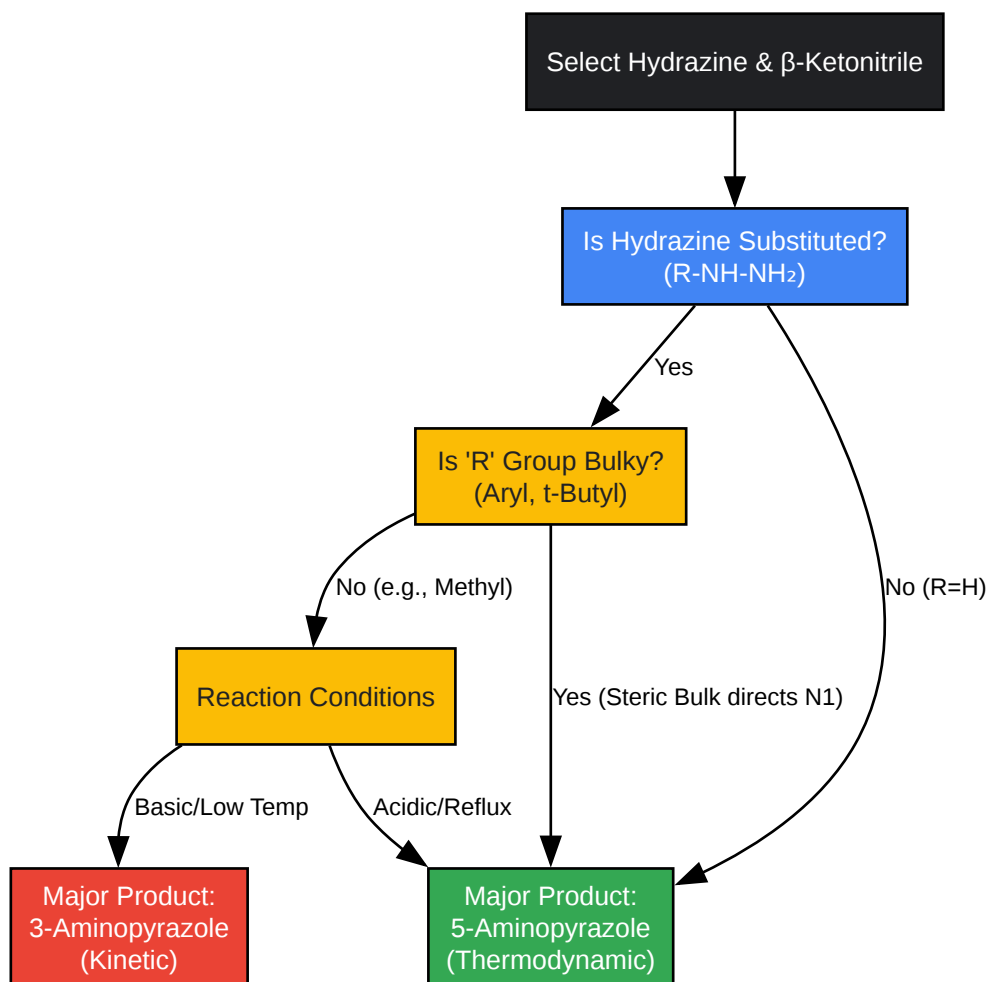 Select Hydrazine & β-Ketonitrile
Is Hydrazine Substituted?
(R-NH-NH₂)
Yes
Is 'R' Group Bulky?
(Aryl, t-Butyl)
No (e.g., Methyl)
Yes (Steric Bulk directs N1)
No (R=H)
Reaction Conditions
Basic/Low Temp
Acidic/Reflux
Major Product:
3-Aminopyrazole
(Kinetic)
Major Product:
5-Aminopyrazole
(Thermodynamic)